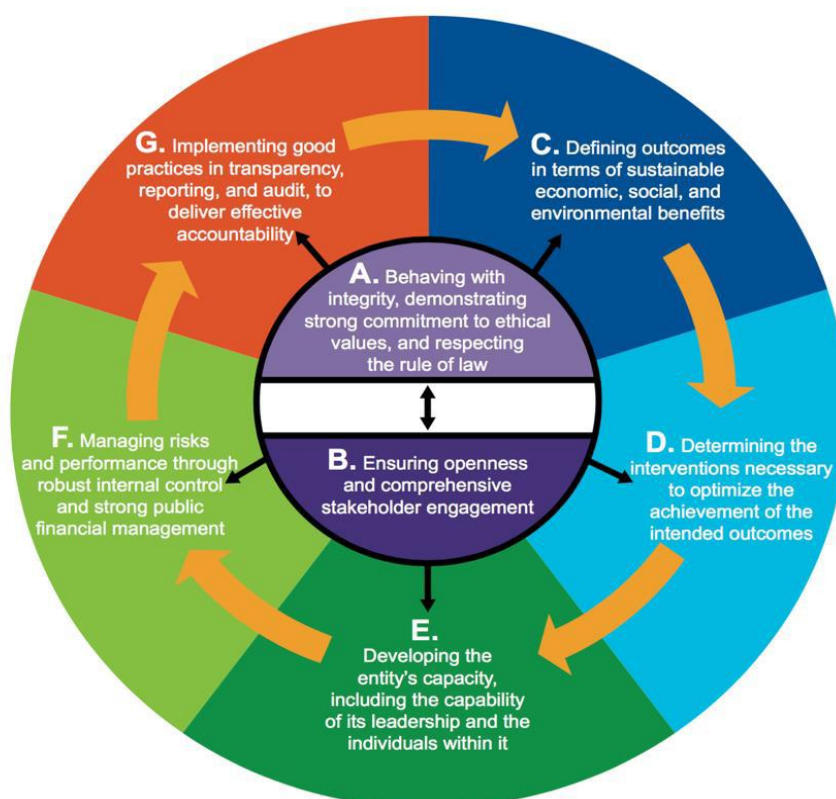 A. Behaving with
integrity, demonstrating
strong commitment to ethical
values, and respecting
the rule of law
B. Ensuring openness
and comprehensive
stakeholder engagement
C. Defining outcomes
in terms of sustainable
economic, social, and
environmental benefits
D. Determining the
interventions necessary
to optimize the
achievement of the
intended outcomes
E.
Developing the
entity's capacity,
including the capability
of its leadership and the
individuals within it
F. Managing risks
and performance through
robust internal control
and strong public
financial management
G. Implementing good
practices in transparency,
reporting, and audit, to
deliver effective
accountability